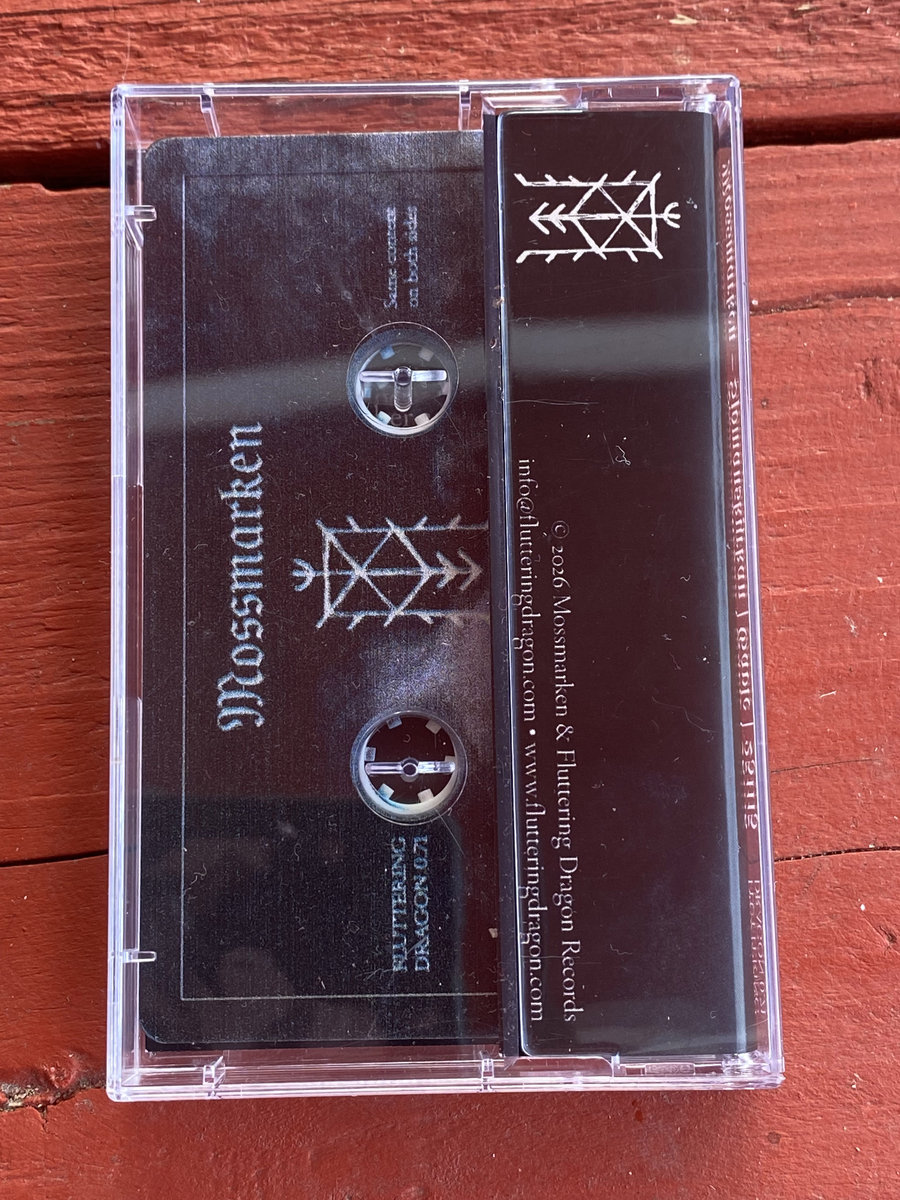 Mossmarken
Same content
on both sides
FLUTTERING
DRAGON 071
© 2026 Mossmarken & Fluttering Dragon Records
info@flutteringdragon.com • www.flutteringdragon.com
Mossmarken